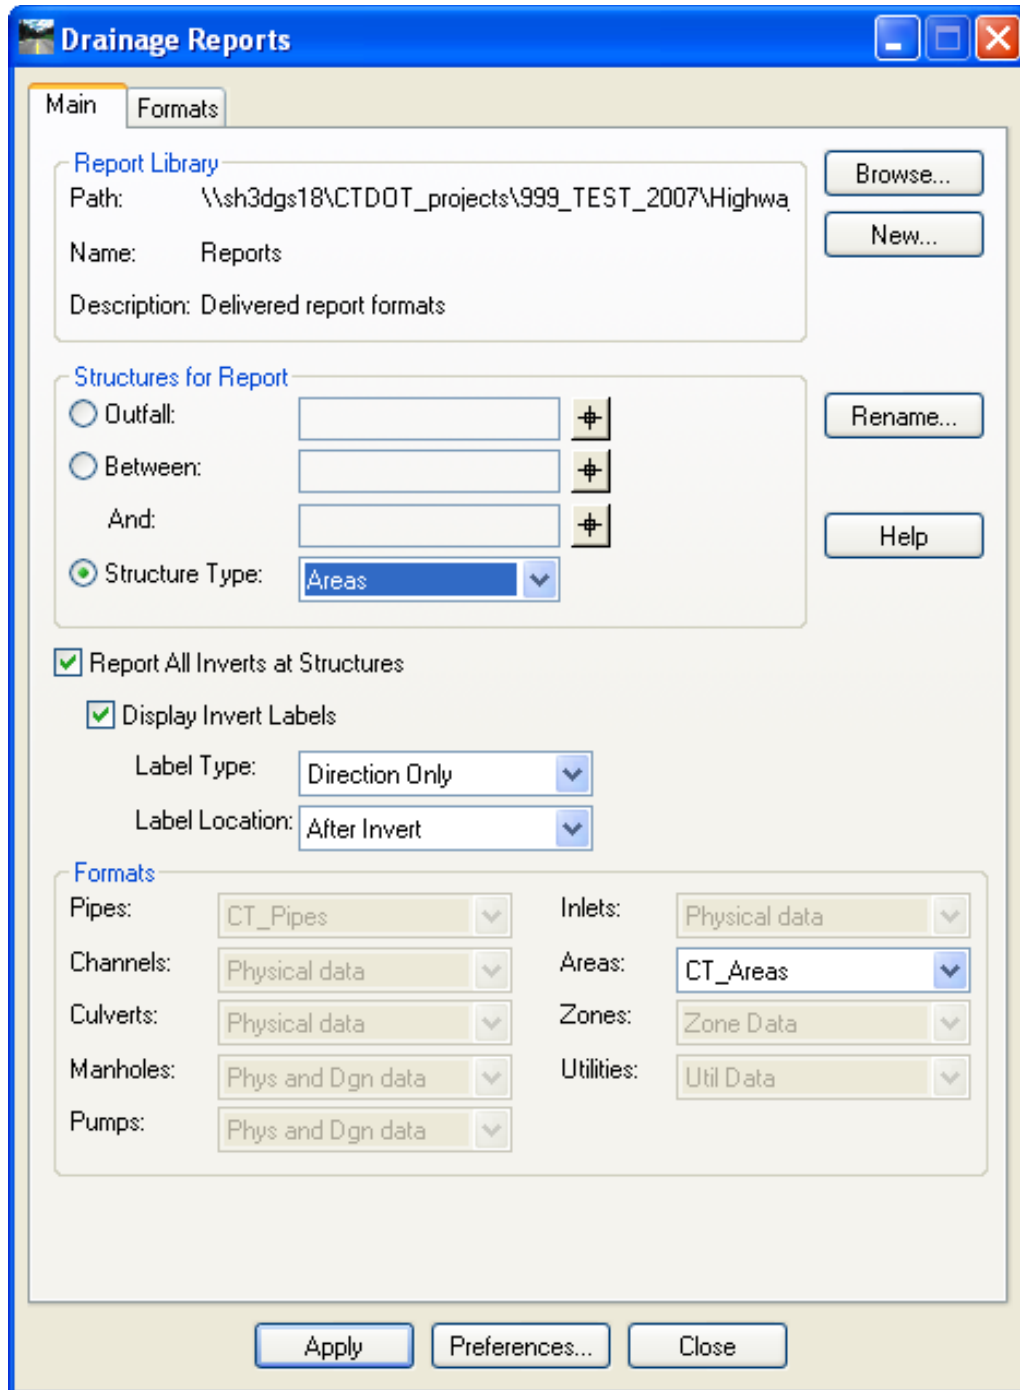 Drainage Reports
Main
Formats
Report Library
Path: \\sh3dgs18\CTDOT_projects\999_TEST_2007\Highwa
Browse...
New...
Name: Reports
Description: Delivered report formats
Structures for Report
Outfall:
Rename...
Between:
And:
Help
Structure Type: Areas
Report All Inverts at Structures
Display Invert Labels
Label Type: Direction Only
Label Location: After Invert
Formats
Pipes: CT_Pipes Inlets: Physical data
Channels: Physical data Areas: CT_Areas
Culverts: Physical data Zones: Zone Data
Manholes: Phys and Dgn data Utilities: Util Data
Pumps: Phys and Dgn data
Apply Preferences... Close